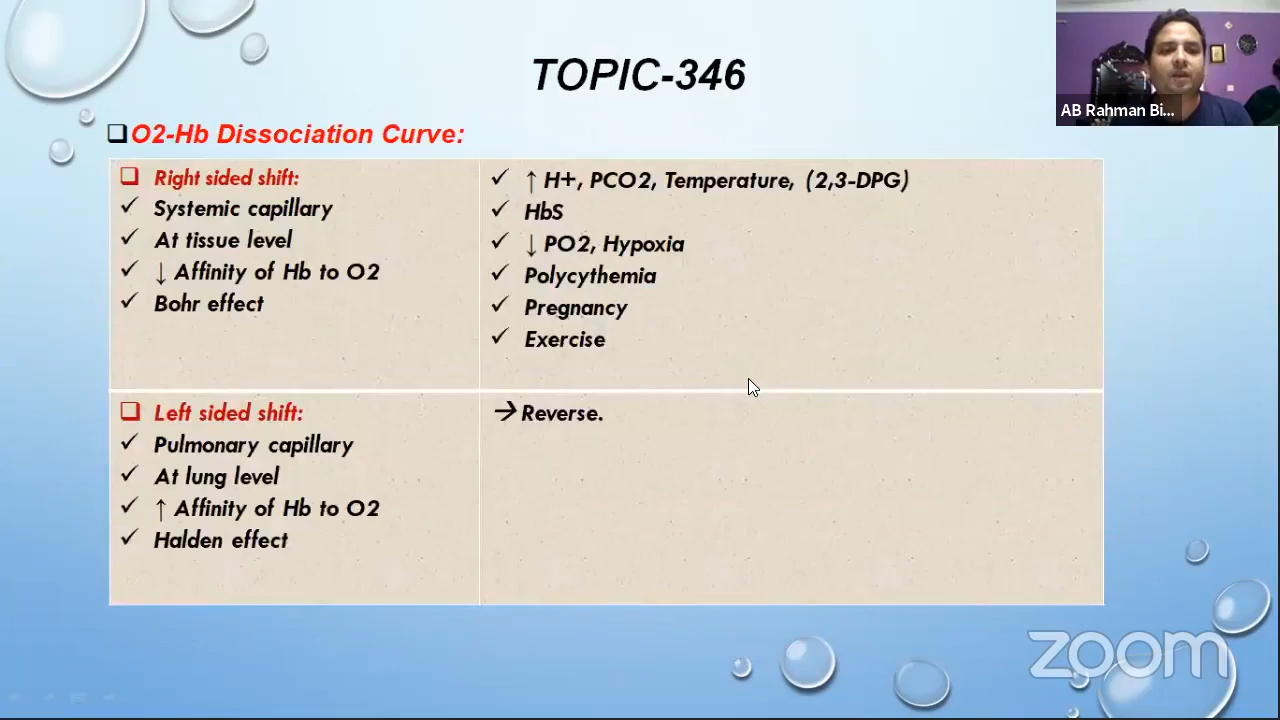 TOPIC-346
AB Rahman Bi...
❑O2-Hb Dissociation Curve:
❑ Right sided shift:
✓ Systemic capillary
✓ At tissue level
✓ ↓ Affinity of Hb to O2
✓ Bohr effect
✓ ↑ H+, PCO2, Temperature, (2,3-DPG)
✓ HbS
✓ ↓ PO2, Hypoxia
✓ Polycythemia
✓ Pregnancy
✓ Exercise
❑ Left sided shift:
✓ Pulmonary capillary
✓ At lung level
✓ ↑ Affinity of Hb to O2
✓ Halden effect
→ Reverse.
zoom